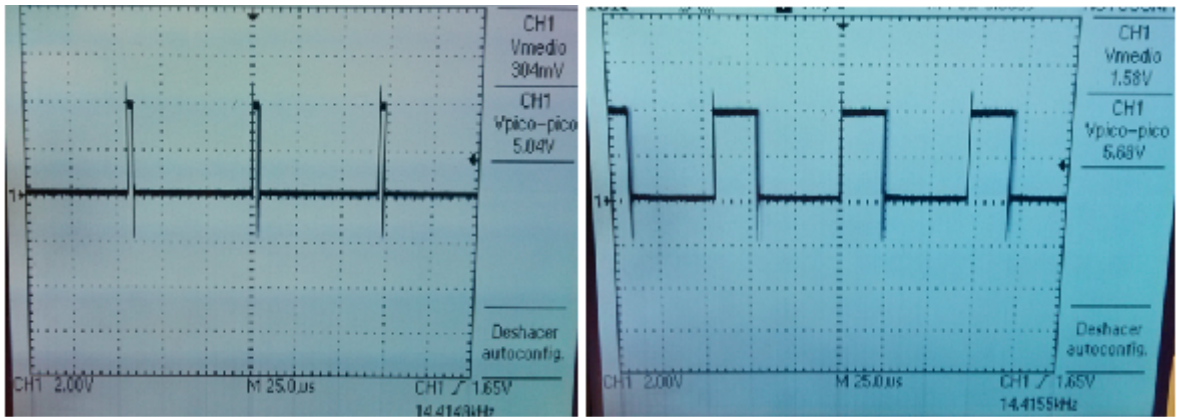 CH1
Vmedio
304mV
CH1
Vpico-pico
5.04V
1
Deshacer
autoconfig.
CH1 2.00V
M 25.0us
CH1 / 1.65V
CH1
Vmedio
1.58V
CH1
Vpico-pico
5.68V
1
Deshacer
autoconfig.
CH1 2.00V
M 25.0us
CH1 / 1.65V
14.4155kHz